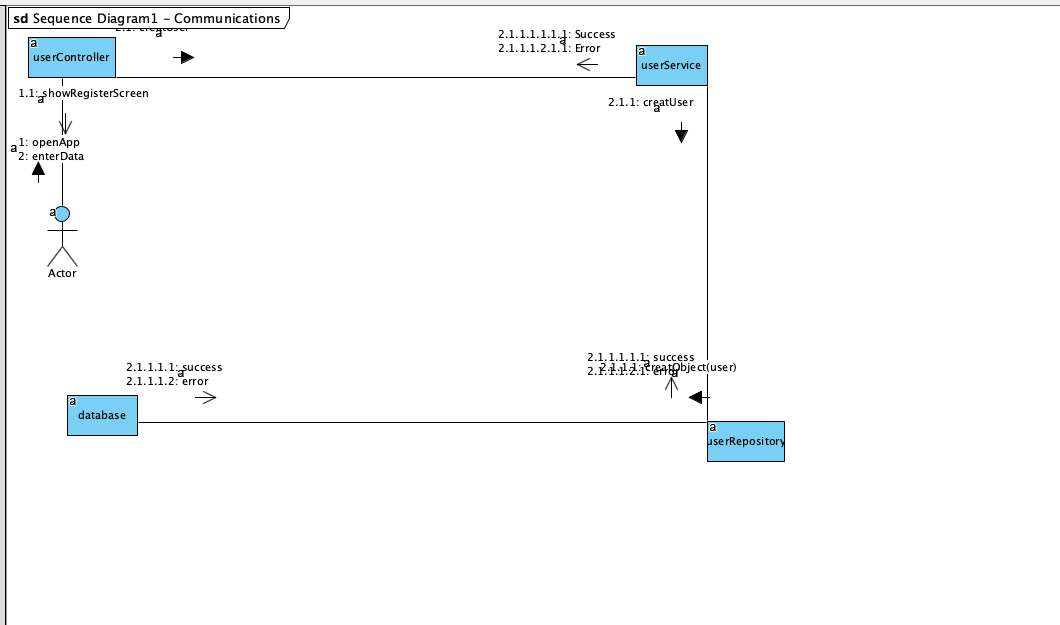 sd Sequence Diagram1 – Communications
2.1: creatUser
a
a
userController
2.1.1.1.1.1.1: Success
2.1.1.1.2.1.1: Error
a
a
userService
1.1: showRegisterScreen
a
2.1.1: creatUser
a
1: openApp
a
2: enterData
a
Actor
2.1.1.1.1: success
2.1.1.1.2: error
a
a
database
2.1.1.1.1.1: success
2.1.1.1: creatObject(user)
2.1.1.1.2.1: error
a
a
a
userRepository